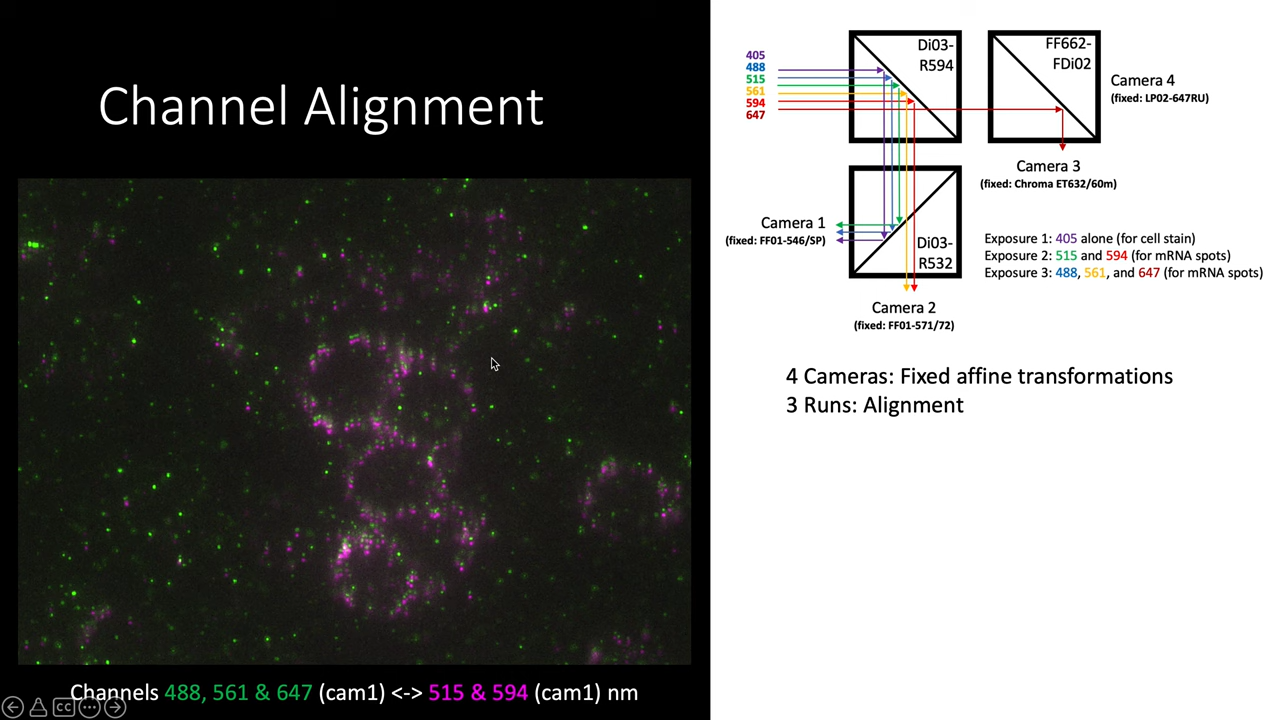 Channel Alignment
Channels 488, 561 & 647 (cam1) <-> 515 & 594 (cam1) nm
405
488
515
561
594
647
Di03-
R594
FF662-
FDi02
Camera 4
(fixed: LP02-647RU)
Camera 3
(fixed: Chroma ET632/60m)
Camera 1
(fixed: FF01-546/SP)
Di03-
R532
Camera 2
(fixed: FF01-571/72)
Exposure 1: 405 alone (for cell stain)
Exposure 2: 515 and 594 (for mRNA spots)
Exposure 3: 488, 561, and 647 (for mRNA spots)
4 Cameras: Fixed affine transformations
3 Runs: Alignment